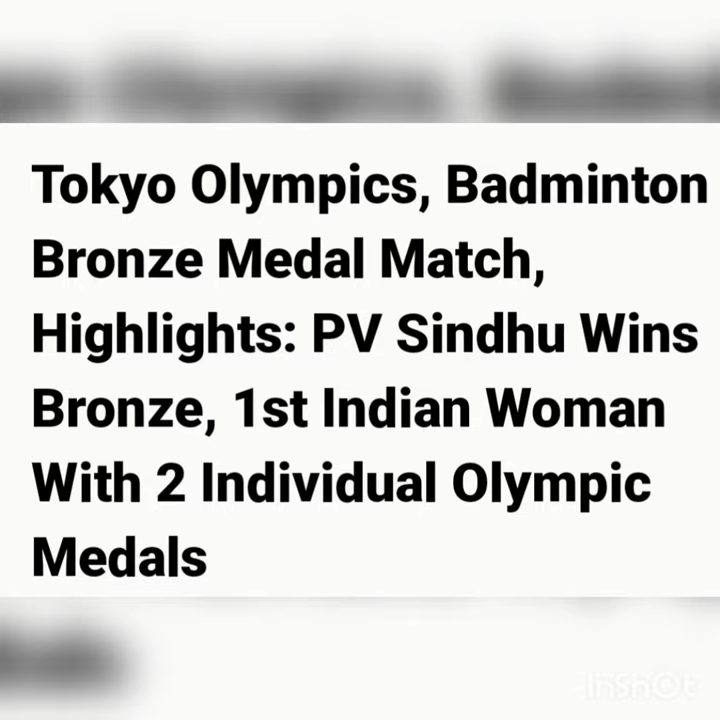 Tokyo Olympics, Badminton
Bronze Medal Match,
Highlights: PV Sindhu Wins
Bronze, 1st Indian Woman
With 2 Individual Olympic
Medals
InShOt